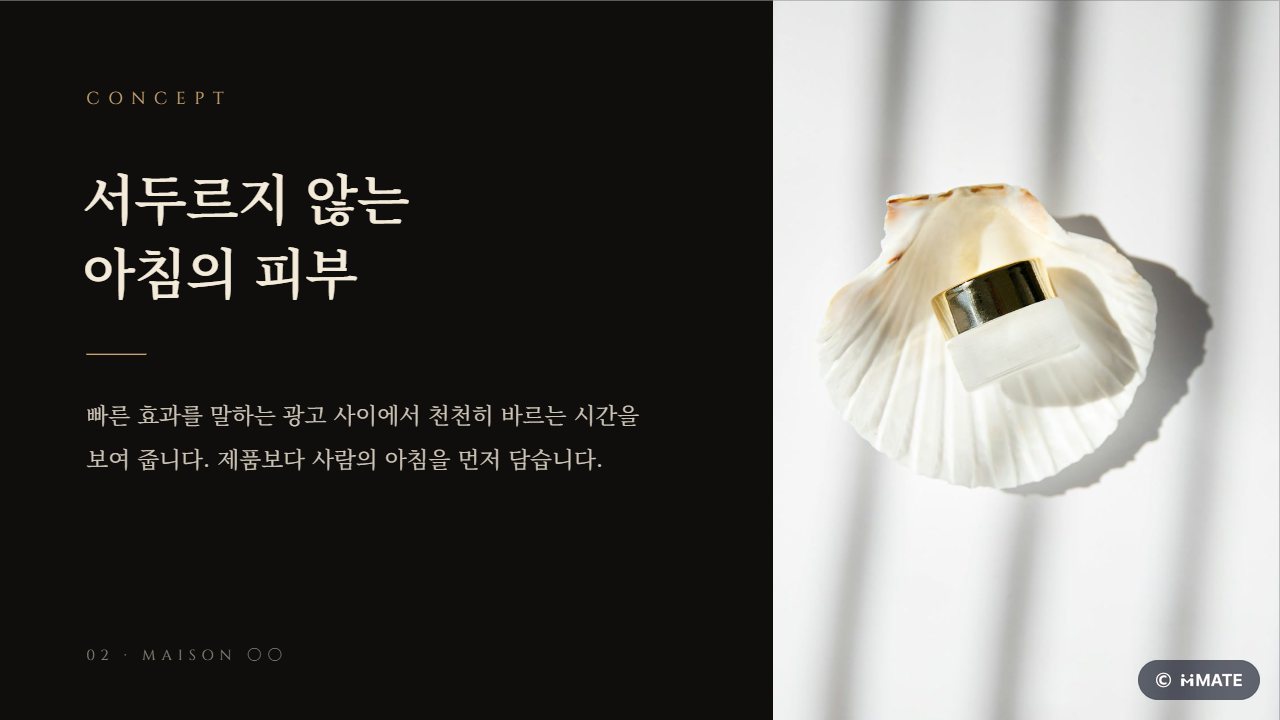 CONCEPT
서두르지 않는
아침의 피부
빠른 효과를 말하는 광고 사이에서 천천히 바르는 시간을
보여 줍니다. 제품보다 사람의 아침을 먼저 담습니다.
02 · MAISON ○○
© MMATE